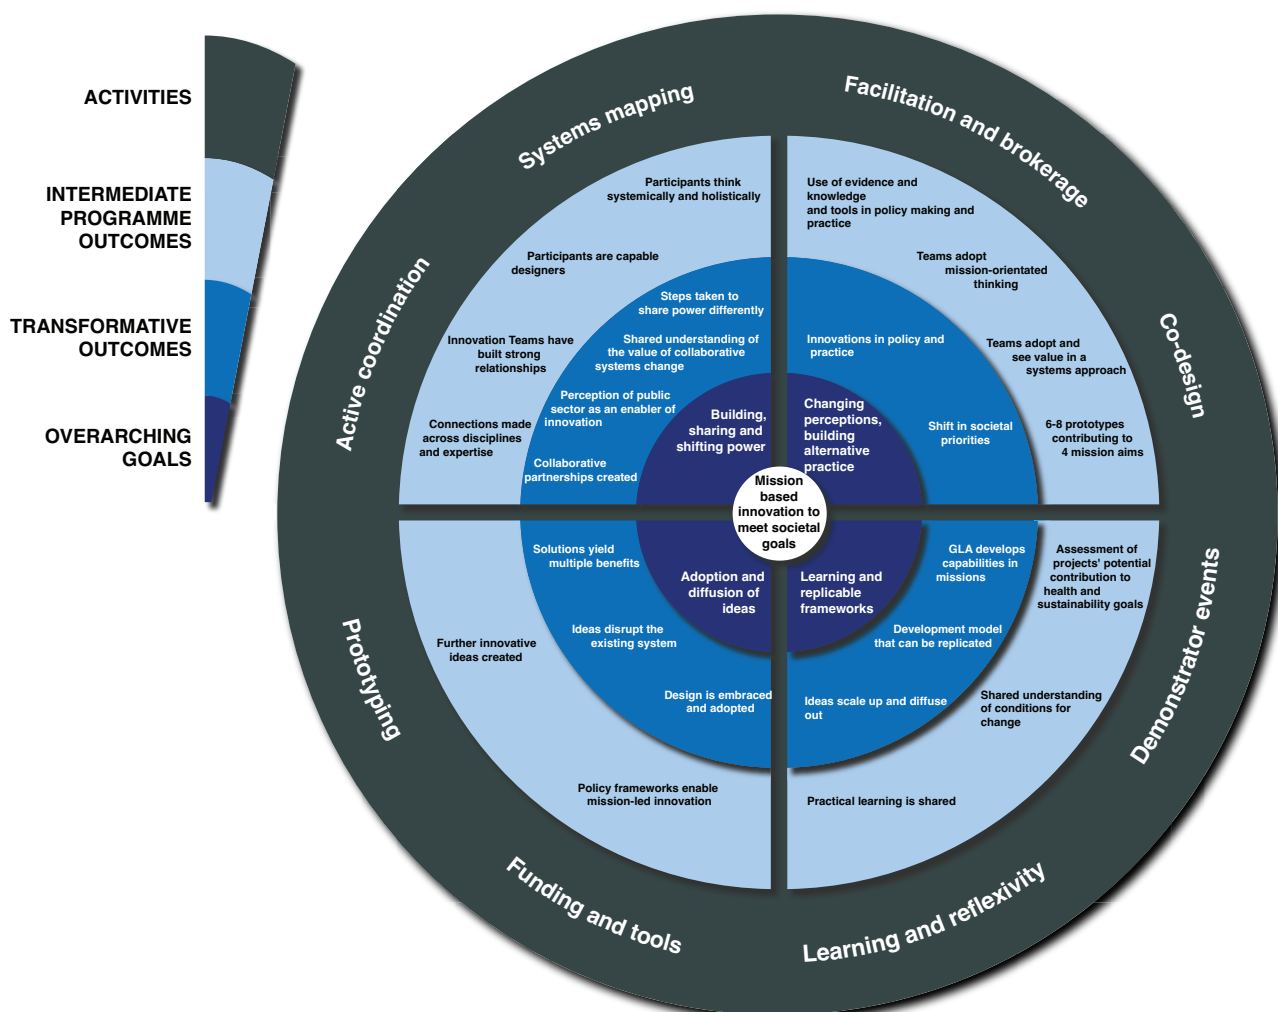 ACTIVITIES
INTERMEDIATE
PROGRAMME
OUTCOMES
TRANSFORMATIVE
OUTCOMES
OVERARCHING
GOALS
Systems mapping
Facilitation and brokerage
Active coordination
Co-design
Prototyping
Demonstrator events
Funding and tools
Learning and reflexivity
Participants think
systemically and holistically
Participants are capable
designers
Innovation Teams have
built strong
relationships
Connections made
across disciplines
and expertise
Steps taken to
share power differently
Shared understanding of
the value of collaborative
systems change
Perception of public
sector as an enabler of
innovation
Collaborative
partnerships created
Building,
sharing and
shifting power
Use of evidence and
knowledge
and tools in policy making and
practice
Teams adopt
mission-orientated
thinking
Teams adopt and
see value in a
systems approach
6-8 prototypes
contributing to
4 mission aims
Innovations in policy and
practice
Shift in societal
priorities
Changing
perceptions,
building
alternative
practice
Mission
based
innovation to
meet societal
goals
Solutions yield
multiple benefits
Ideas disrupt the
existing system
Design is embraced
and adopted
Adoption and
diffusion of
ideas
Further innovative
ideas created
Policy frameworks enable
mission-led innovation
Learning and
replicable
frameworks
GLA develops
capabilities in
missions
Development model
that can be replicated
Ideas scale up and diffuse
out
Assessment of
projects' potential
contribution to
health and
sustainability goals
Shared understanding
of conditions for
change
Practical learning is shared